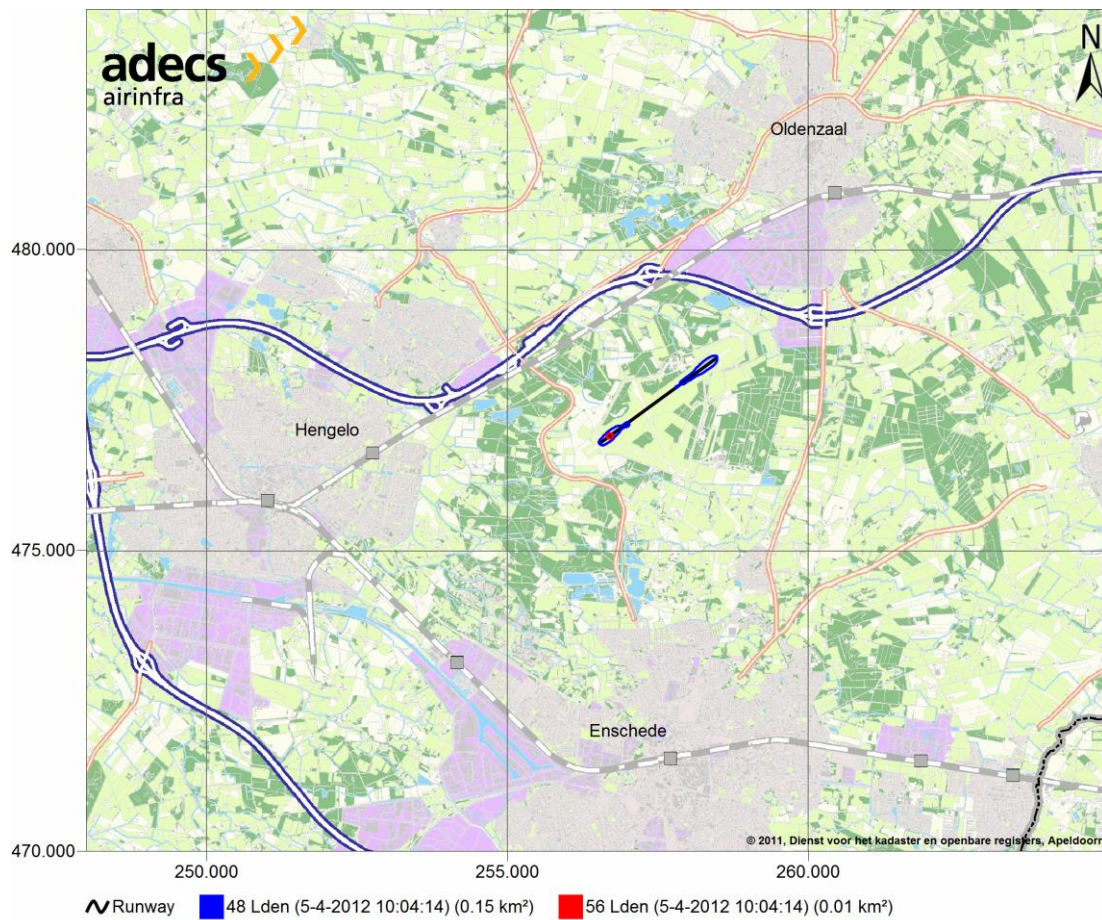 adecs
airinfra
N
Oldenzaal
480.000
Hengelo
475.000
Enschede
© 2011, Dienst voor het kadaster en openbare registers, Apeldoorn
470.000
250.000 255.000 260.000
Runway 48 Lden (5-4-2012 10:04:14) (0.15 km²) 56 Lden (5-4-2012 10:04:14) (0.01 km²)